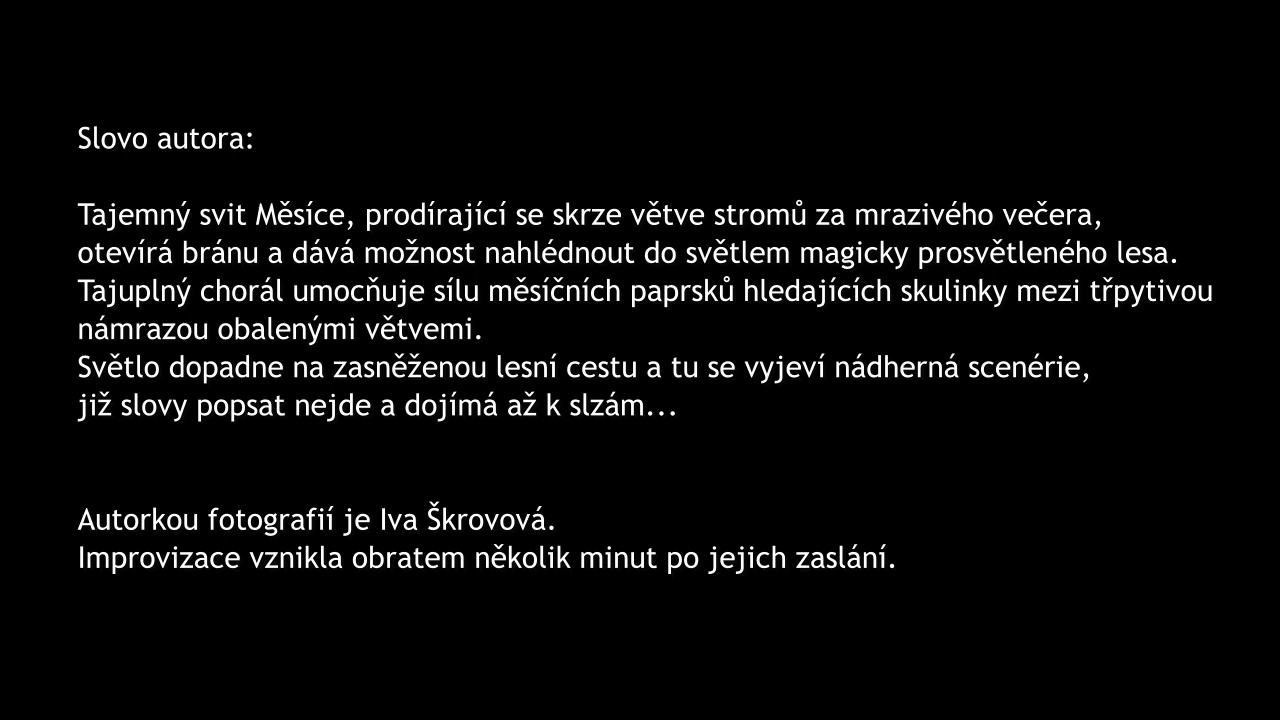 Slovo autora:
Tajemný svit Měsíce, prodírající se skrze větve stromů za mrazivého večera,
otevírá bránu a dává možnost nahlédnout do světlem magicky prosvětleného lesa.
Tajuplný chorál umocňuje sílu měsíčních paprsků hledajících skulinky mezi třpytivou
námrazou obalenými větvemi.
Světlo dopadne na zasněženou lesní cestu a tu se vyjeví nádherná scenérie,
již slovy popsat nejde a dojímá až k slzám...
Autorkou fotografií je Iva Škrovová.
Improvizace vznikla obratem několik minut po jejich zaslání.